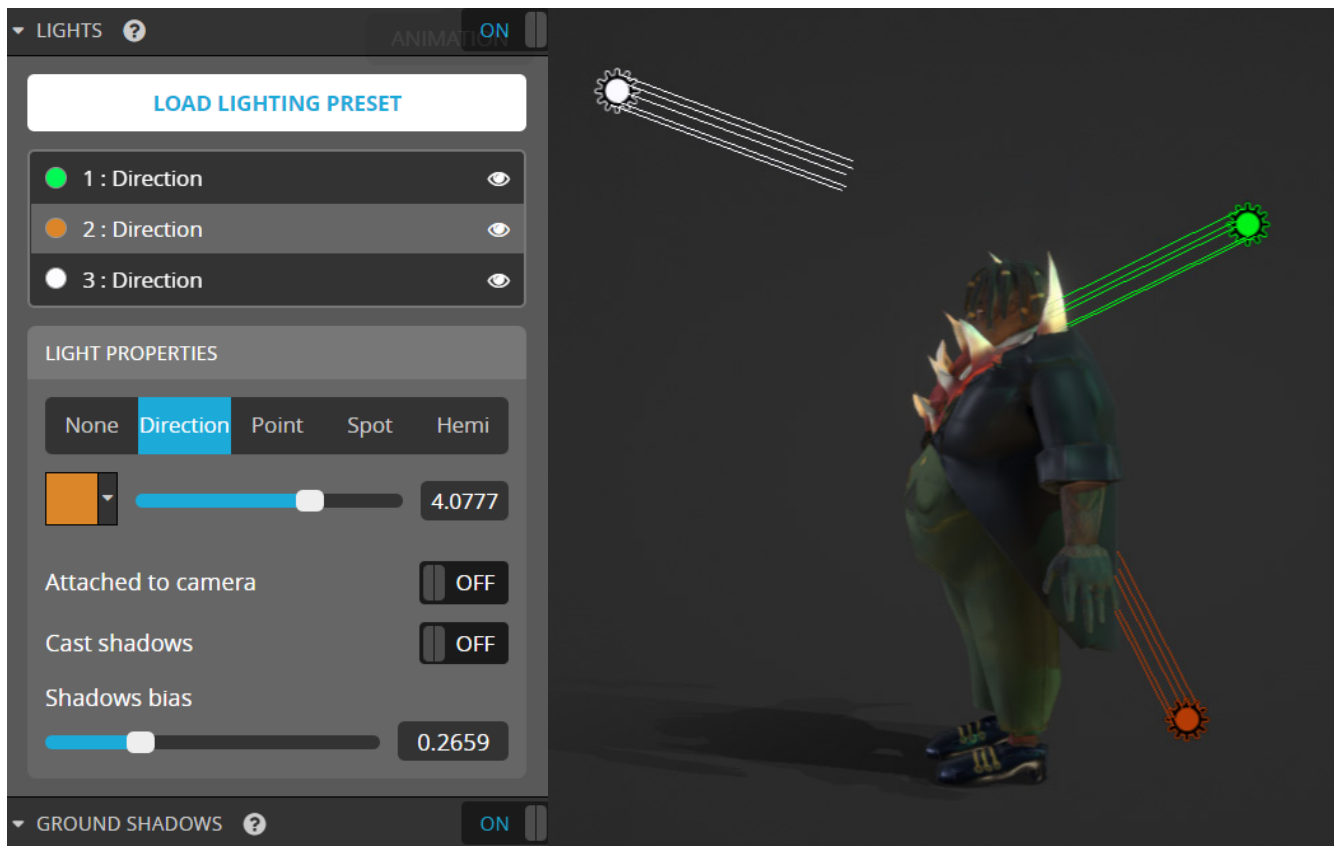 LIGHTS ?
ANIMATION
ON
LOAD LIGHTING PRESET
1 : Direction
2 : Direction
3 : Direction
LIGHT PROPERTIES
None Direction Point Spot Hemi
4.0777
Attached to camera OFF
Cast shadows OFF
Shadows bias
0.2659
GROUND SHADOWS ? ON